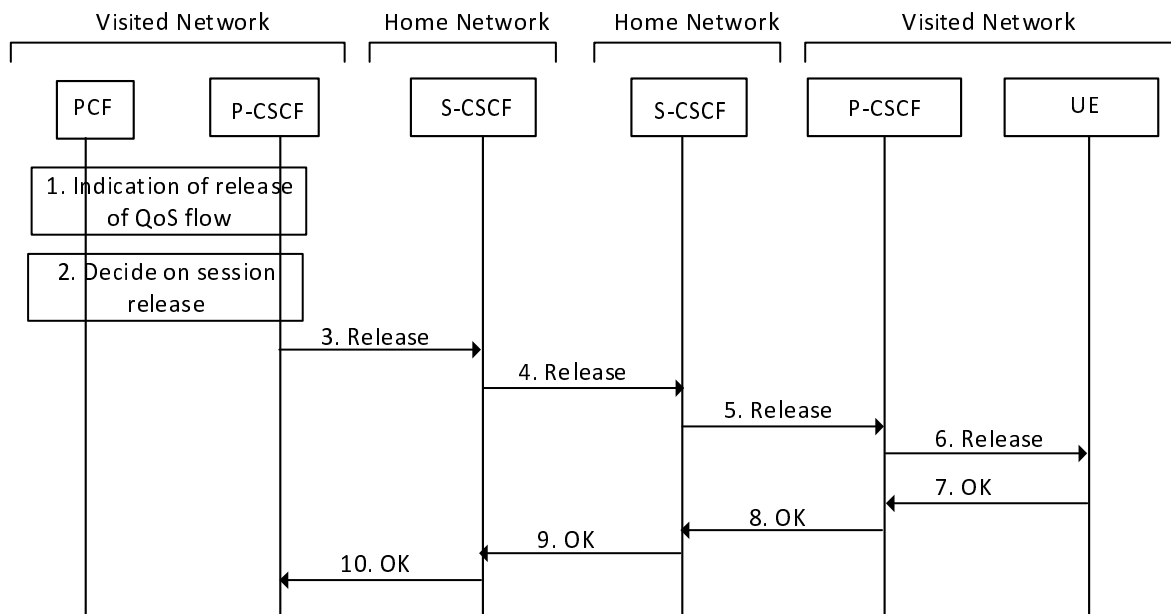 Visited Network
Home Network
Home Network
Visited Network
PCF
P-CSCF
S-CSCF
S-CSCF
P-CSCF
UE
1. Indication of release
of QoS flow
2. Decide on session
release
3. Release
4. Release
5. Release
6. Release
7. OK
8. OK
9. OK
10. OK